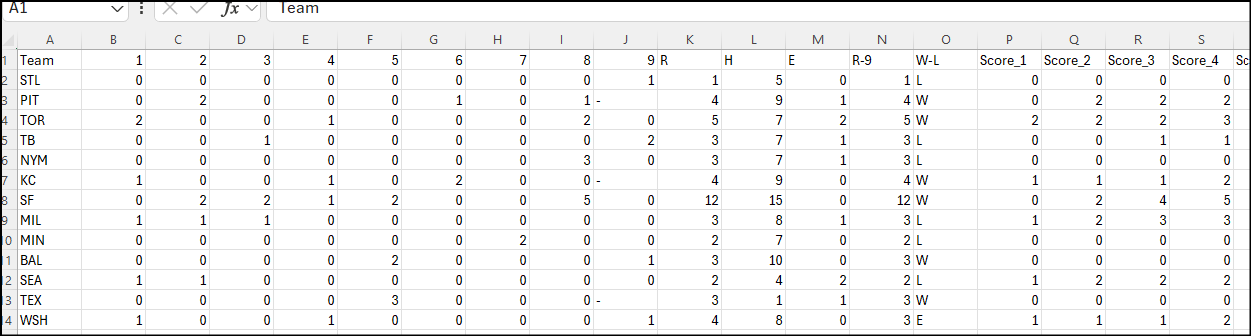 A1 fx Team
A B C D E F G H I J K L M N O P Q R S
1 Team 1 2 3 4 5 6 7 8 9 R H E R-9 W-L Score_1 Score_2 Score_3 Score_4 Sc
2 STL 0 0 0 0 0 0 0 0 1 1 5 0 1 L 0 0 0 0
3 PIT 0 2 0 0 0 1 0 1 - 4 9 1 4 W 0 2 2 2
4 TOR 2 0 0 1 0 0 0 2 0 5 7 2 5 W 2 2 2 3
5 TB 0 0 1 0 0 0 0 0 2 3 7 1 3 L 0 0 1 1
6 NYM 0 0 0 0 0 0 0 3 0 3 7 1 3 L 0 0 0 0
7 KC 1 0 0 1 0 2 0 0 - 4 9 0 4 W 1 1 1 2
8 SF 0 2 2 1 2 0 0 5 0 12 15 0 12 W 0 2 4 5
9 MIL 1 1 1 0 0 0 0 0 0 3 8 1 3 L 1 2 3 3
10 MIN 0 0 0 0 0 0 2 0 0 2 7 0 2 L 0 0 0 0
11 BAL 0 0 0 0 2 0 0 0 1 3 10 0 3 W 0 0 0 0
12 SEA 1 1 0 0 0 0 0 0 0 2 4 2 2 L 1 2 2 2
13 TEX 0 0 0 0 3 0 0 0 - 3 1 1 3 W 0 0 0 0
14 WSH 1 0 0 1 0 0 0 0 1 4 8 0 3 E 1 1 1 2